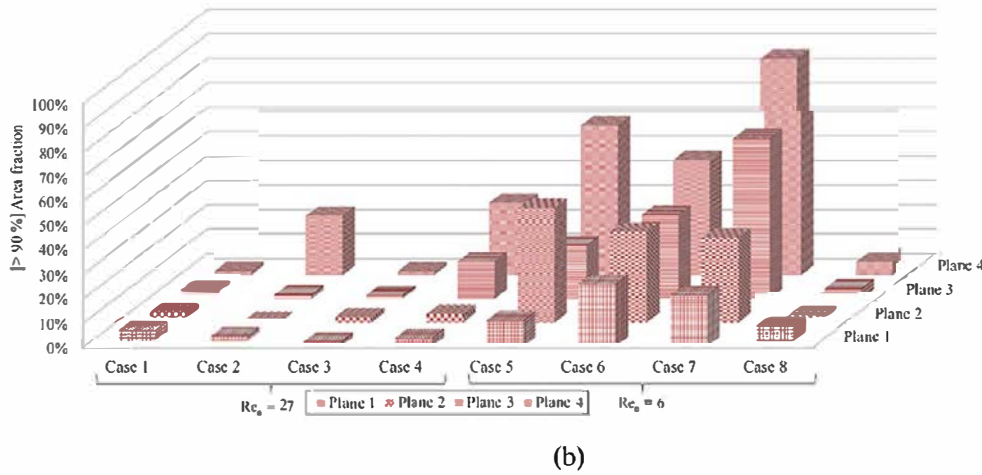 [> 90 %] Area fraction
100%
90%
80%
70%
60%
50%
40%
30%
20%
10%
0%
Plane 4
Plane 3
Plane 2
Plane 1
Case 1 Case 2 Case 3 Case 4 Case 5 Case 6 Case 7 Case 8
Re₀ = 27 Plane 1 Plane 2 Plane 3 Plane 4 Re₀ = 6
(b)